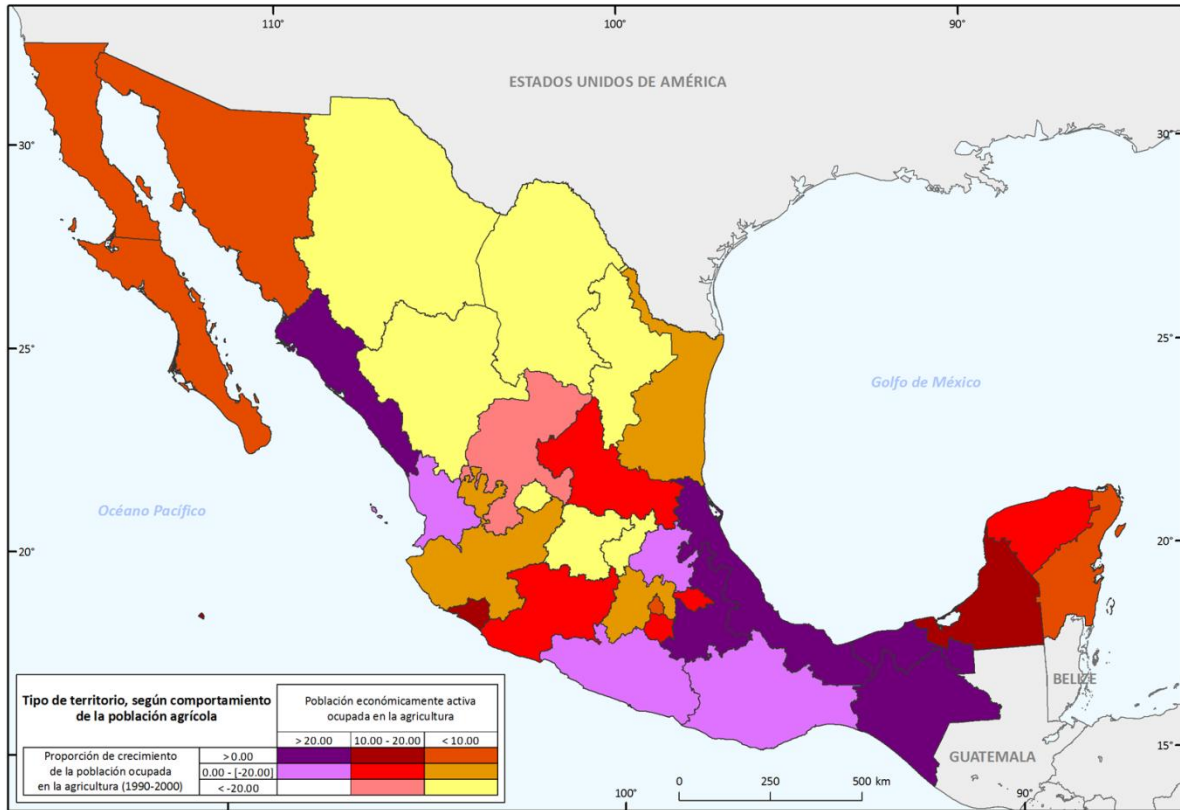 110°
100°
90°
ESTADOS UNIDOS DE AMÉRICA
30°
30°
25°
25°
Golfo de México
Océano Pacífico
20°
20°
BELIZE
GUATEMALA
15°
Tipo de territorio, según comportamiento
de la población agrícola
Población económicamente activa
ocupada en la agricultura
> 20.00
10.00 - 20.00
< 10.00
Proporción de crecimiento
de la población ocupada
en la agricultura (1990-2000)
> 0.00
0.00 - [-20.00]
< -20.00
0
250
500 km
100°
90°